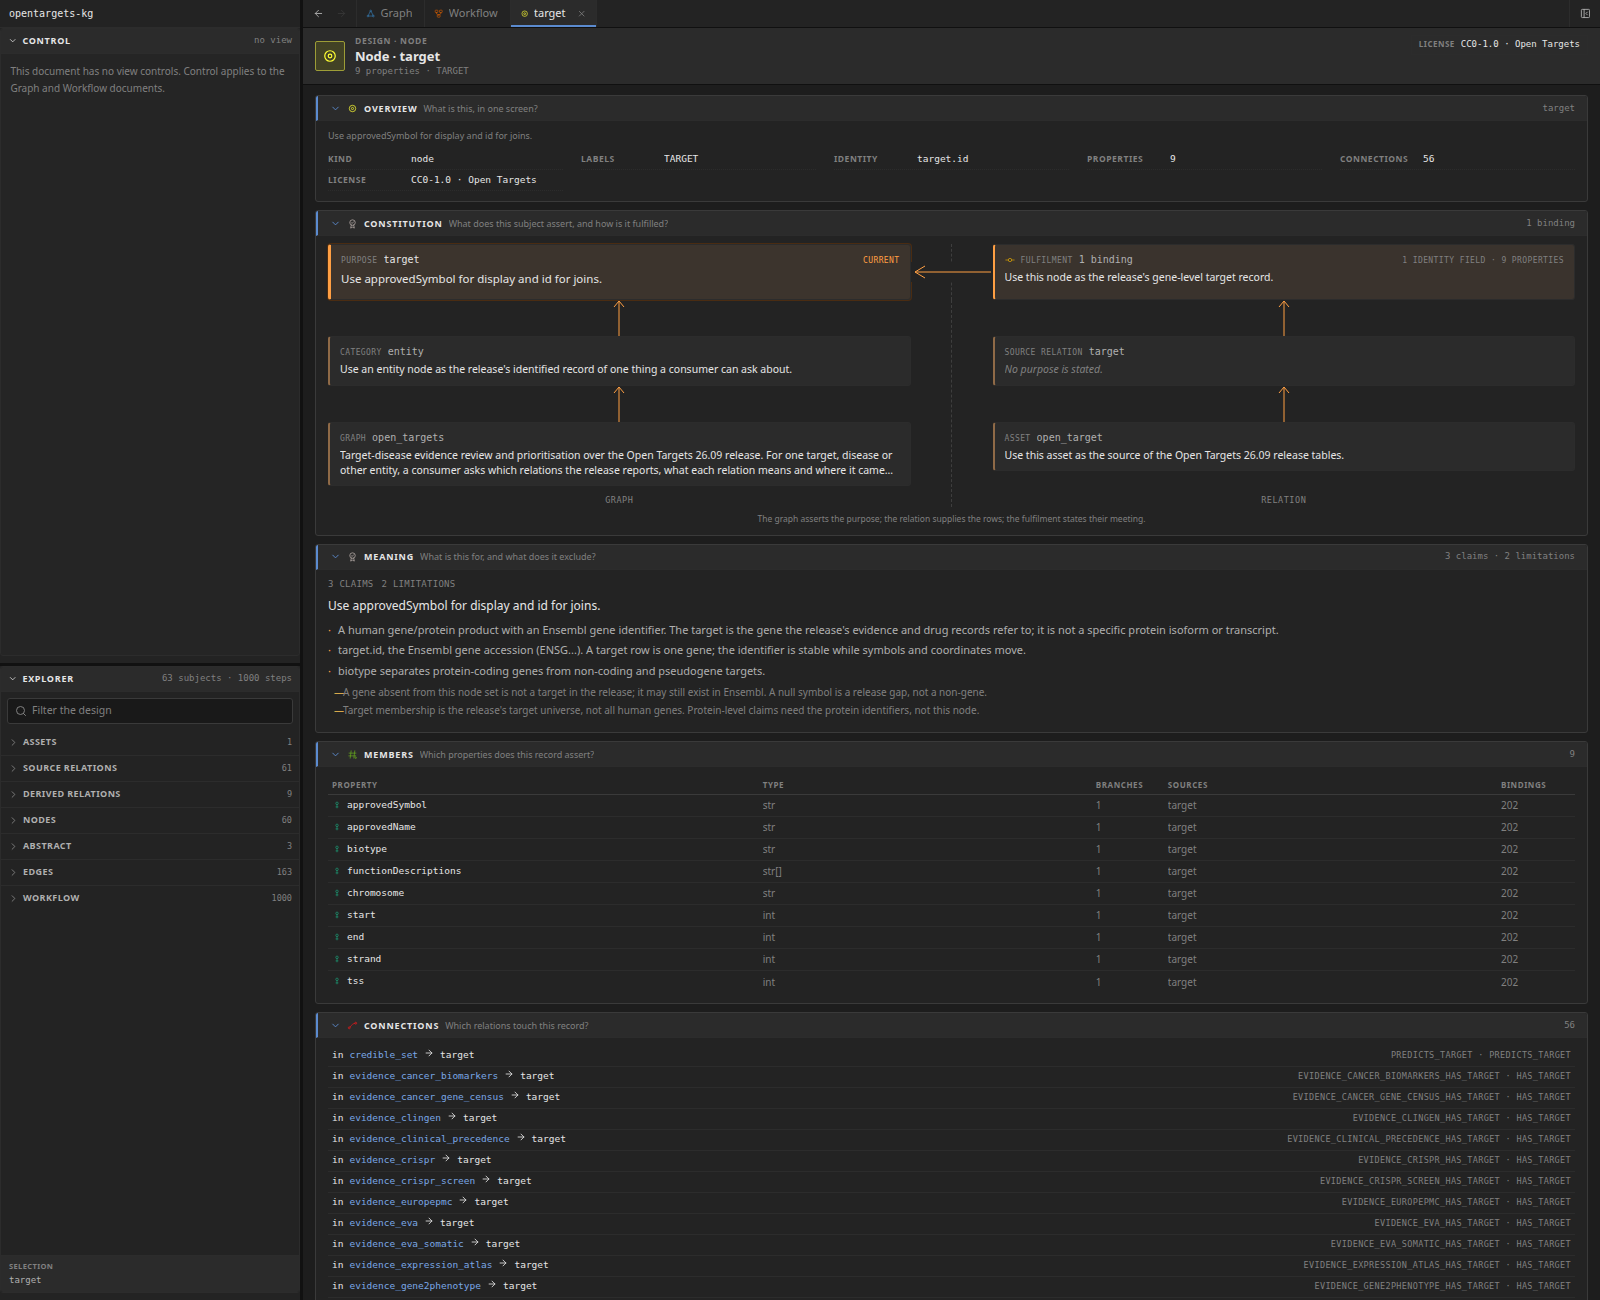 opentargets-kg
Graph
Workflow
target
CONTROL
no view
This document has no view controls. Control applies to the
Graph and Workflow documents.
DESIGN · NODE
Node · target
9 properties · TARGET
LICENSE CC0-1.0 · Open Targets
OVERVIEW What is this, in one screen?
target
Use approvedSymbol for display and id for joins.
KIND node
LABELS TARGET
IDENTITY target.id
PROPERTIES 9
CONNECTIONS 56
LICENSE CC0-1.0 · Open Targets
CONSTITUTION What does this subject assert, and how is it fulfilled?
1 binding
PURPOSE target
CURRENT
Use approvedSymbol for display and id for joins.
FULFILMENT 1 binding
1 IDENTITY FIELD · 9 PROPERTIES
Use this node as the release's gene-level target record.
CATEGORY entity
Use an entity node as the release's identified record of one thing a consumer can ask about.
SOURCE RELATION target
No purpose is stated.
GRAPH open_targets
Target-disease evidence review and prioritisation over the Open Targets 26.09 release. For one target, disease or
other entity, a consumer asks which relations the release reports, what each relation means and where it came...
ASSET open_target
Use this asset as the source of the Open Targets 26.09 release tables.
GRAPH
RELATION
The graph asserts the purpose; the relation supplies the rows; the fulfilment states their meeting.
MEANING What is this for, and what does it exclude?
3 claims · 2 limitations
3 CLAIMS 2 LIMITATIONS
Use approvedSymbol for display and id for joins.
· A human gene/protein product with an Ensembl gene identifier. The target is the gene the release's evidence and drug records refer to; it is not a specific protein isoform or transcript.
· target.id, the Ensembl gene accession (ENSG...). A target row is one gene; the identifier is stable while symbols and coordinates move.
· biotype separates protein-coding genes from non-coding and pseudogene targets.
—A gene absent from this node set is not a target in the release; it may still exist in Ensembl. A null symbol is a release gap, not a non-gene.
—Target membership is the release's target universe, not all human genes. Protein-level claims need the protein identifiers, not this node.
EXPLORER
63 subjects · 1000 steps
Filter the design
ASSETS 1
SOURCE RELATIONS 61
DERIVED RELATIONS 9
NODES 60
ABSTRACT 3
EDGES 163
WORKFLOW 1000
MEMBERS Which properties does this record assert?
9
PROPERTY TYPE BRANCHES SOURCES BINDINGS
approvedSymbol str 1 target 202
approvedName str 1 target 202
biotype str 1 target 202
functionDescriptions str[] 1 target 202
chromosome str 1 target 202
start int 1 target 202
end int 1 target 202
strand int 1 target 202
tss int 1 target 202
CONNECTIONS Which relations touch this record?
56
in credible_set → target PREDICTS_TARGET · PREDICTS_TARGET
in evidence_cancer_biomarkers → target EVIDENCE_CANCER_BIOMARKERS_HAS_TARGET · HAS_TARGET
in evidence_cancer_gene_census → target EVIDENCE_CANCER_GENE_CENSUS_HAS_TARGET · HAS_TARGET
in evidence_clingen → target EVIDENCE_CLINGEN_HAS_TARGET · HAS_TARGET
in evidence_clinical_precedence → target EVIDENCE_CLINICAL_PRECEDENCE_HAS_TARGET · HAS_TARGET
in evidence_crispr → target EVIDENCE_CRISPR_HAS_TARGET · HAS_TARGET
in evidence_crispr_screen → target EVIDENCE_CRISPR_SCREEN_HAS_TARGET · HAS_TARGET
in evidence_europepmc → target EVIDENCE_EUROPEPMC_HAS_TARGET · HAS_TARGET
in evidence_eva → target EVIDENCE_EVA_HAS_TARGET · HAS_TARGET
in evidence_eva_somatic → target EVIDENCE_EVA_SOMATIC_HAS_TARGET · HAS_TARGET
in evidence_expression_atlas → target EVIDENCE_EXPRESSION_ATLAS_HAS_TARGET · HAS_TARGET
in evidence_gene2phenotype → target EVIDENCE_GENE2PHENOTYPE_HAS_TARGET · HAS_TARGET
SELECTION
target